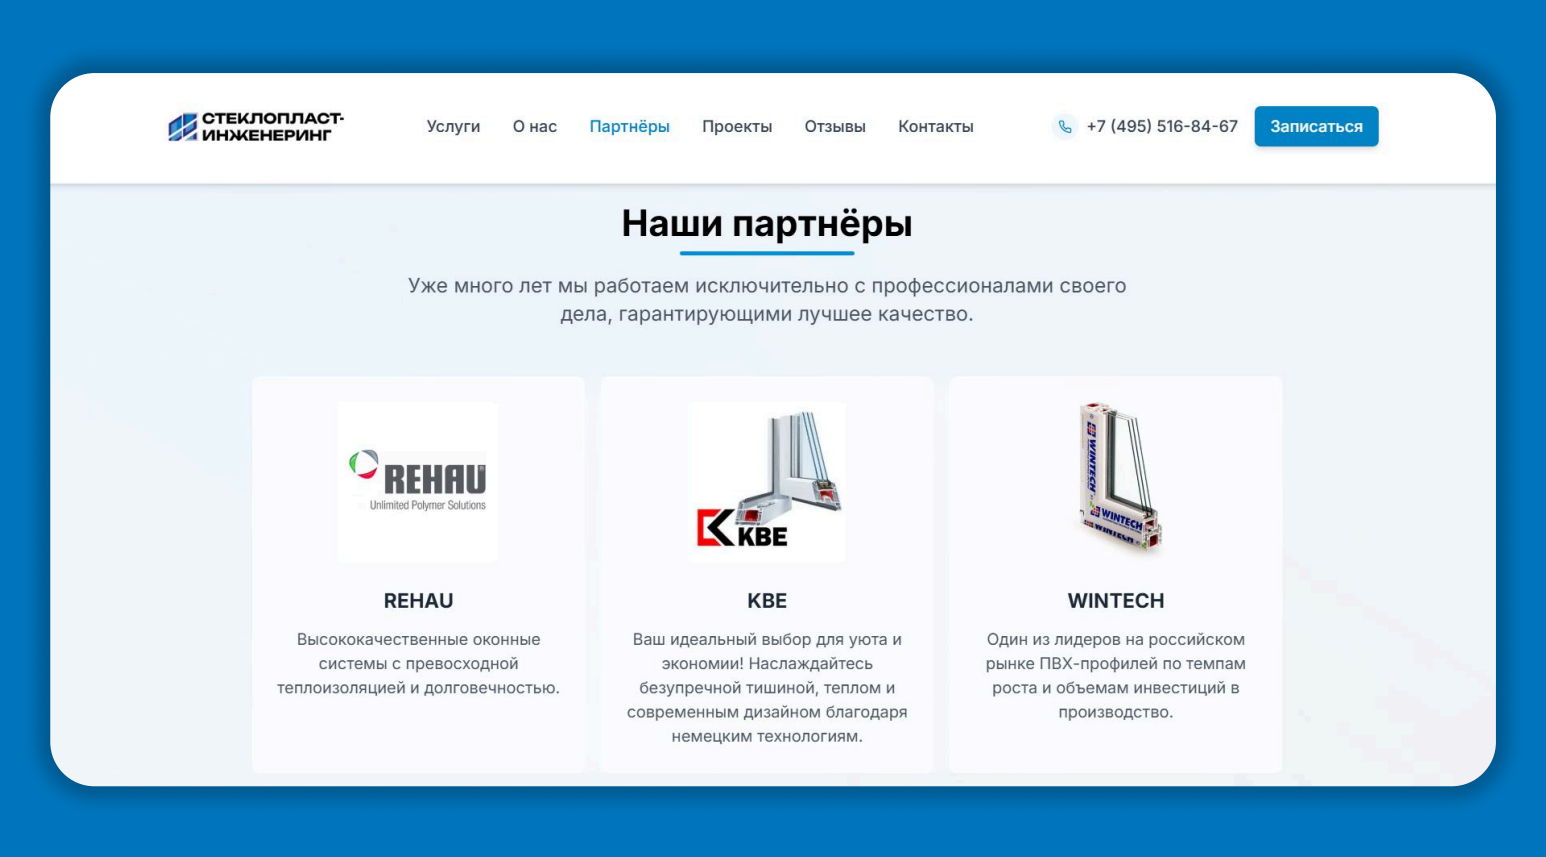 СТЕКЛОПЛАСТ-
ИНЖЕНЕРИНГ
Услуги
О нас
Партнёры
Проекты
Отзывы
Контакты
+7 (495) 516-84-67
Записаться
Наши партнёры
Уже много лет мы работаем исключительно с профессионалами своего
дела, гарантирующими лучшее качество.
REHAU
Unlimited Polymer Solutions
REHAU
Высококачественные оконные
системы с превосходной
теплоизоляцией и долговечностью.
KBE
KBE
Ваш идеальный выбор для уюта и
экономии! Наслаждайтесь
безупречной тишиной, теплом и
современным дизайном благодаря
немецким технологиям.
WINTECH
WINTECH
WINTECH
WINTECH
Один из лидеров на российском
рынке ПВХ-профилей по темпам
роста и объемам инвестиций в
производство.